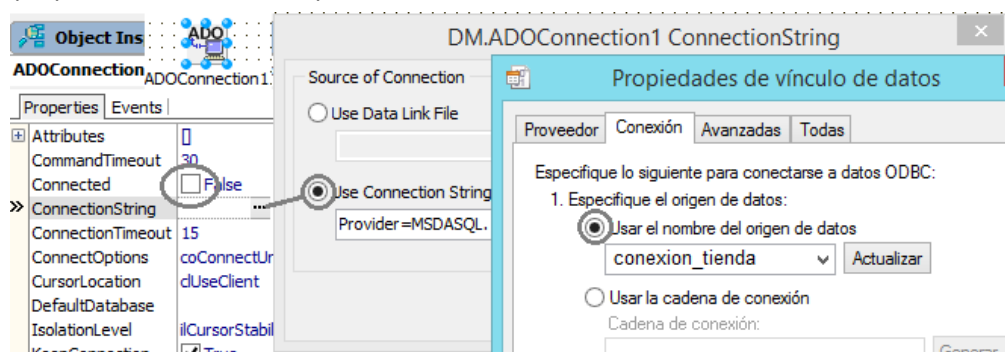 Object Ins
ADO
ADOConnection
ADOConnection1
Properties Events
Attributes []
CommandTimeout 30
Connected False
ConnectionString ...
ConnectionTimeout 15
ConnectOptions coConnectUn
CursorLocation clUseClient
DefaultDatabase
IsolationLevel ilCursorStabil
KeepConnection True
DM.ADOConnection1 ConnectionString
Source of Connection
Use Data Link File
Use Connection String
Provider=MSDASQL.
Propiedades de vínculo de datos
Proveedor Conexión Avanzadas Todas
Especifique lo siguiente para conectarse a datos ODBC:
1. Especifique el origen de datos:
Usar el nombre del origen de datos
conexion_tienda Actualizar
Usar la cadena de conexión
Cadena de conexión:
Generar